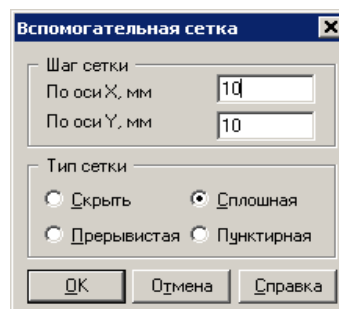 Вспомогательная сетка
Шаг сетки
По оси X, мм 10
По оси Y, мм 10
Тип сетки
Скрыть Сплошная
Прерывистая Пунктирная
OK Отмена Справка